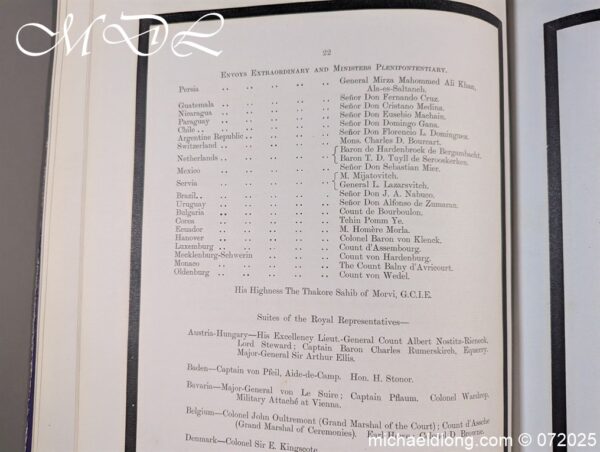 MDL
22
Envoys Extraordinary and Ministers Plenipontentiary.
Persia .. .. .. .. .. General Mirza Mahommed Ali Khan, Ala-es-Saltaneh.
Guatemala .. .. .. .. .. Señor Don Fernando Cruz.
Nicaragua .. .. .. .. .. Señor Don Cristano Medina.
Paraguay .. .. .. .. .. Señor Don Eusebio Machain.
Chile .. .. .. .. .. .. Señor Don Domingo Gana.
Argentine Republic .. .. .. .. Señor Don Florencio L. Dominguez.
Switzerland .. .. .. .. .. Mons. Charles D. Bourcart.
Netherlands .. .. .. .. .. { Baron de Hardenbroek de Bergambacht.
Baron T. D. Tuyll de Serooskerken.
Mexico .. .. .. .. .. Señor Don Sebastian Mier.
Servia .. .. .. .. .. { M. Mijatovitch.
General L. Lazarsvitch.
Brazil .. .. .. .. .. .. Señor Don J. A. Nabuco.
Uruguay .. .. .. .. .. Señor Don Alfonso de Zumaran.
Bulgaria .. .. .. .. .. Count de Bourboulon.
Corea .. .. .. .. .. Tchin Pomm Ye.
Ecuador .. .. .. .. .. M. Homère Morla.
Hanover .. .. .. .. .. Colonel Baron von Klenck.
Luxemburg .. .. .. .. .. Count d'Assembourg.
Mecklenburg-Schwerin .. .. .. .. Count von Hardenburg.
Monaco .. .. .. .. .. The Count Balny d'Avricourt.
Oldenburg .. .. .. .. .. Count von Wedel.
His Highness The Thakore Sahib of Morvi, G.C.I.E.
Suites of the Royal Representatives—
Austria-Hungary—His Excellency Lieut.-General Count Albert Nostitz-Rieneck,
Lord Steward; Captain Baron Charles Rumerskirch, Equerry.
Major-General Sir Arthur Ellis.
Baden—Captain von Pfeil, Aide-de-Camp. Hon. H. Stonor.
Bavaria—Major-General von Le Suire; Captain Pflaum. Colonel Wardrop,
Military Attaché at Vienna.
Belgium—Colonel John Oultremont (Grand Marshal of the Court); Count d'Assche
(Grand Marshal of Ceremonies). Earl D. Browne.
Denmark—Colonel Sir E. Kingscote.
michaeldlong.com © 072025